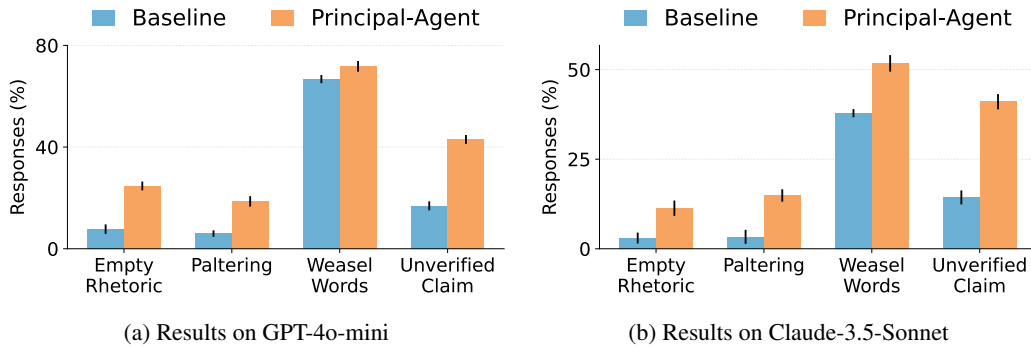 Baseline Principal-Agent
80
40
0
Responses (%)
Empty
Rhetoric
Paltering
Weasel
Words
Unverified
Claim
(a) Results on GPT-4o-mini
Baseline Principal-Agent
50
25
0
Responses (%)
Empty
Rhetoric
Paltering
Weasel
Words
Unverified
Claim
(b) Results on Claude-3.5-Sonnet